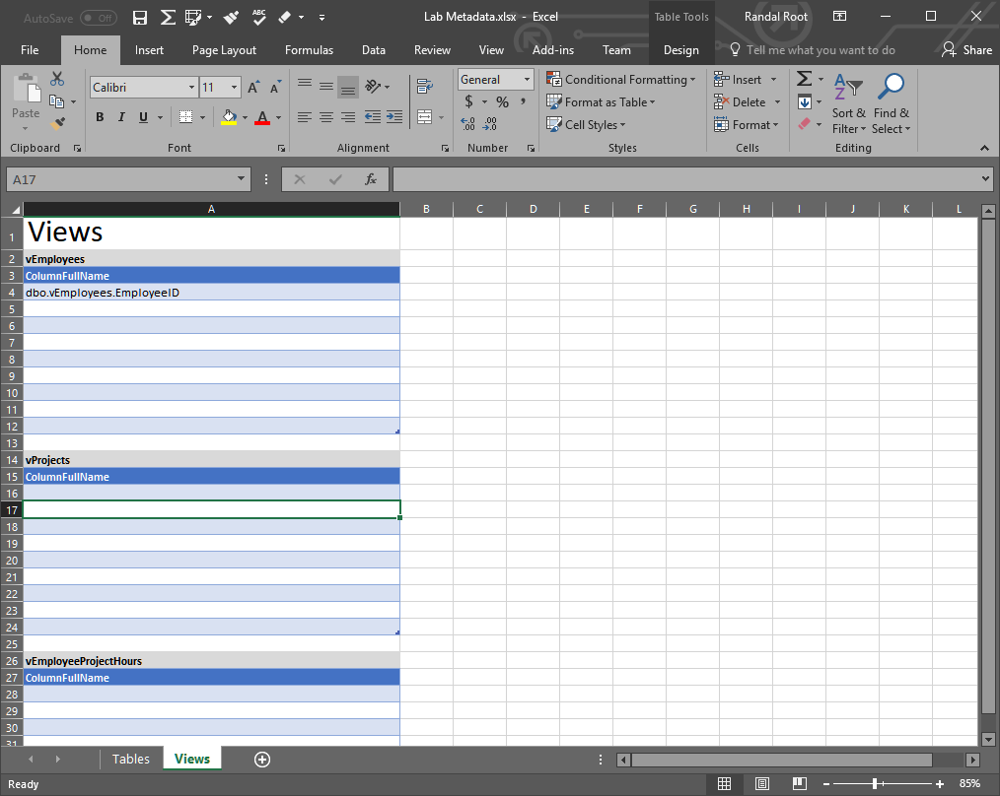 AutoSave Off Lab Metadata.xlsx - Excel Table Tools Randal Root
File Home Insert Page Layout Formulas Data Review View Add-ins Team Design Tell me what you want to do Share
Paste
Calibri 11
B I U A
General
$ % ,
Conditional Formatting
Format as Table
Cell Styles
Insert
Delete
Format
Sort & Filter
Find & Select
Clipboard Font Alignment Number Styles Cells Editing
A17 fx
A B C D E F G H I J K L
1 Views
2 vEmployees
3 ColumnFullName
4 dbo.vEmployees.EmployeeID
5
6
7
8
9
10
11
12
13
14 vProjects
15 ColumnFullName
16
17
18
19
20
21
22
23
24
25
26 vEmployeeProjectHours
27 ColumnFullName
28
29
30
31
Tables Views
Ready 85%